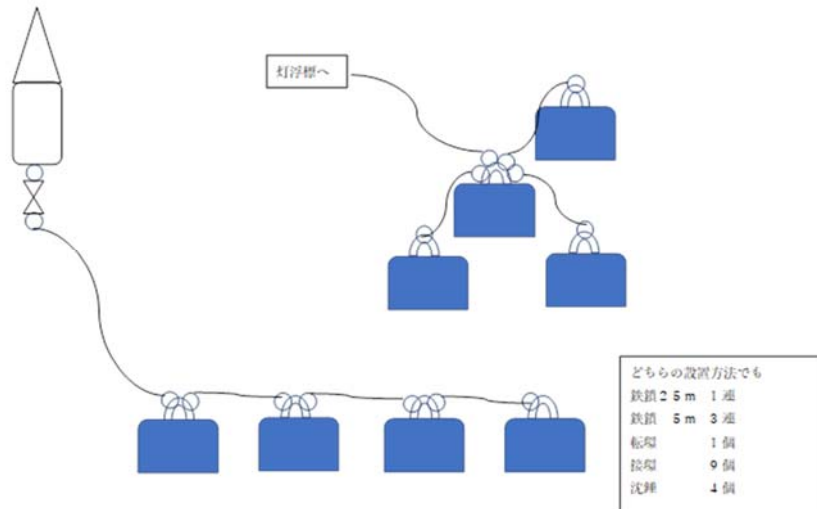 灯浮標へ
どちらの設置方法でも
鉄鎖25m 1連
鉄鎖 5m 3連
転環 1個
接環 9個
沈錘 4個